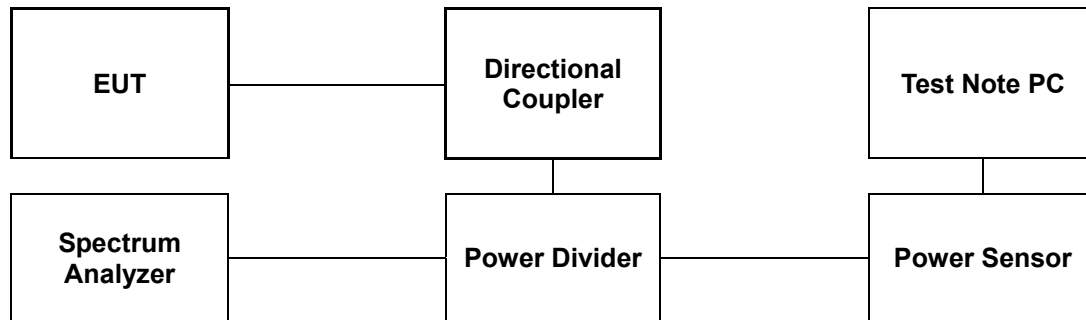 EUT
Directional
Coupler
Test Note PC
Spectrum
Analyzer
Power Divider
Power Sensor